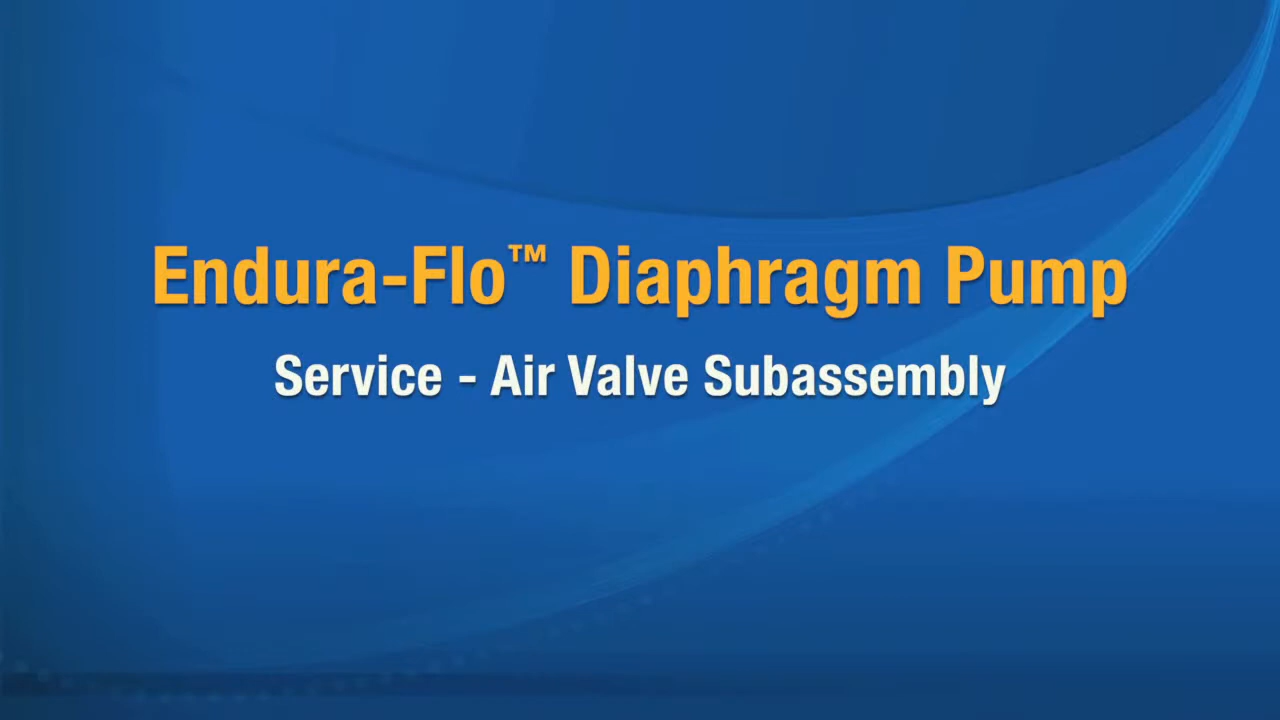 Endura-Flo™ Diaphragm Pump
Service - Air Valve Subassembly